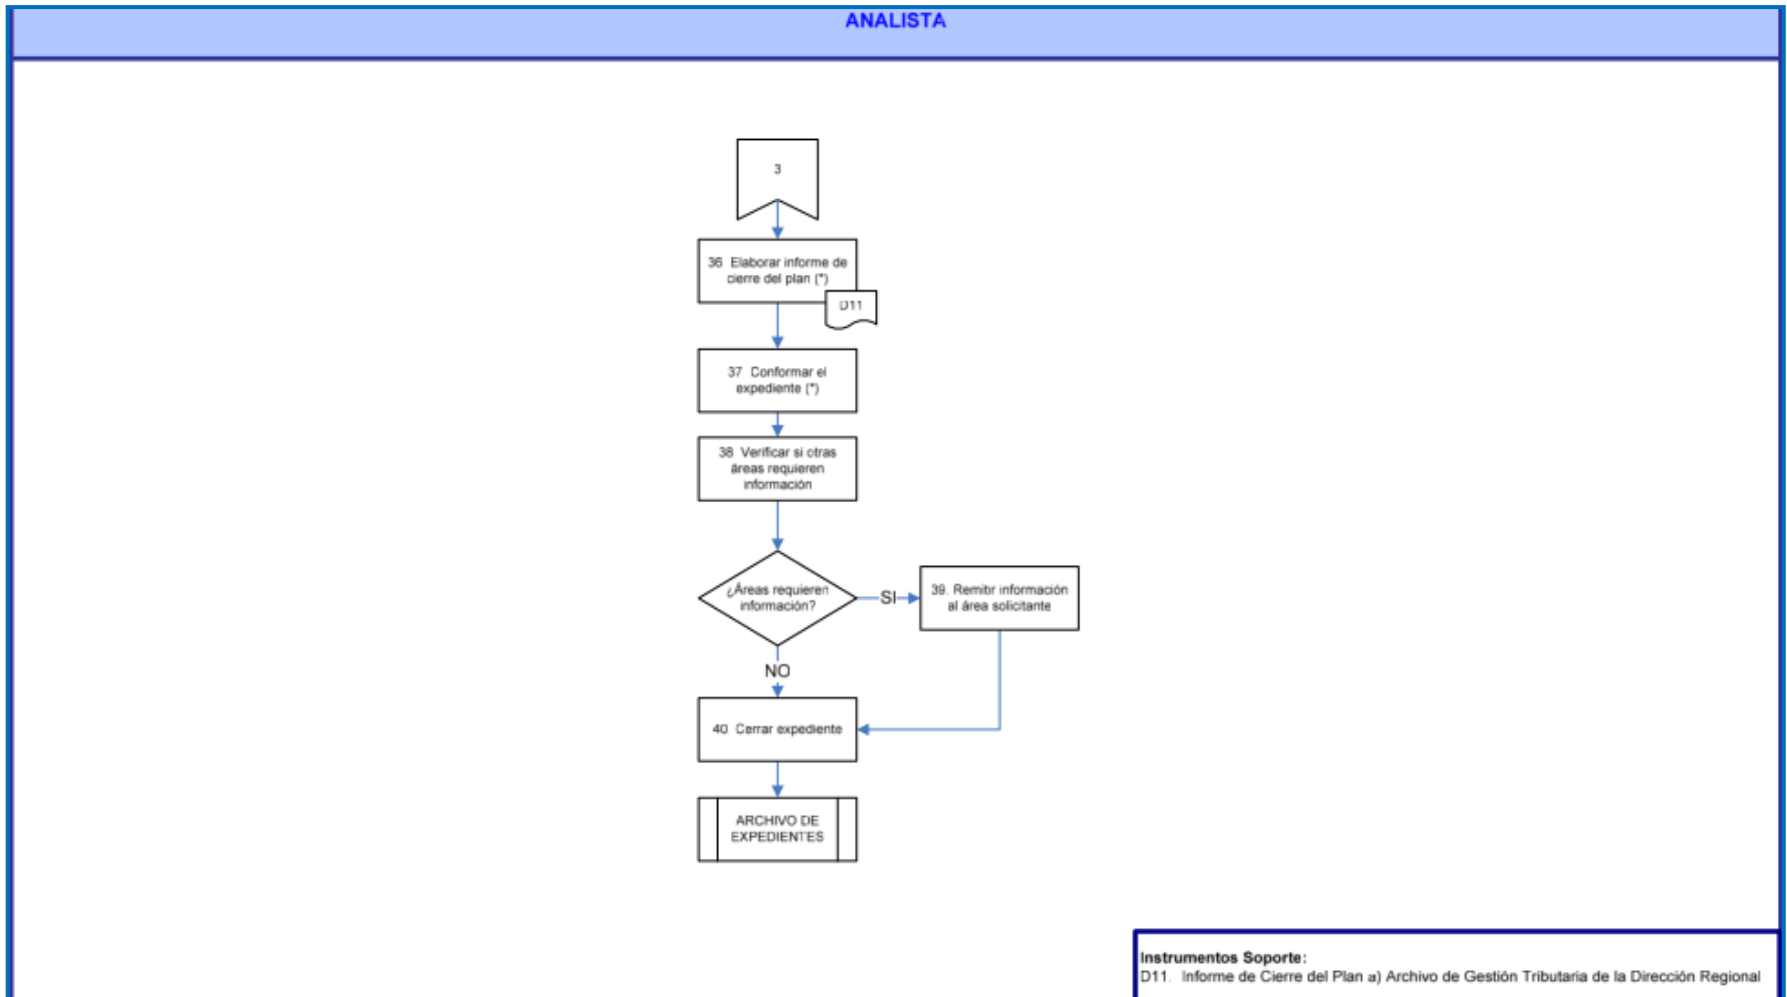 ANALISTA
3
36 Elaborar informe de
cierre del plan (*)
D11
37 Conformar el
expediente (*)
38 Verificar si otras
áreas requieren
información
¿Áreas requieren
información?
SI
39. Remitir información
al área solicitante
NO
40 Cerrar expediente
ARCHIVO DE
EXPEDIENTES
Instrumentos Soporte:
D11. Informe de Cierre del Plan a) Archivo de Gestión Tributaria de la Dirección Regional